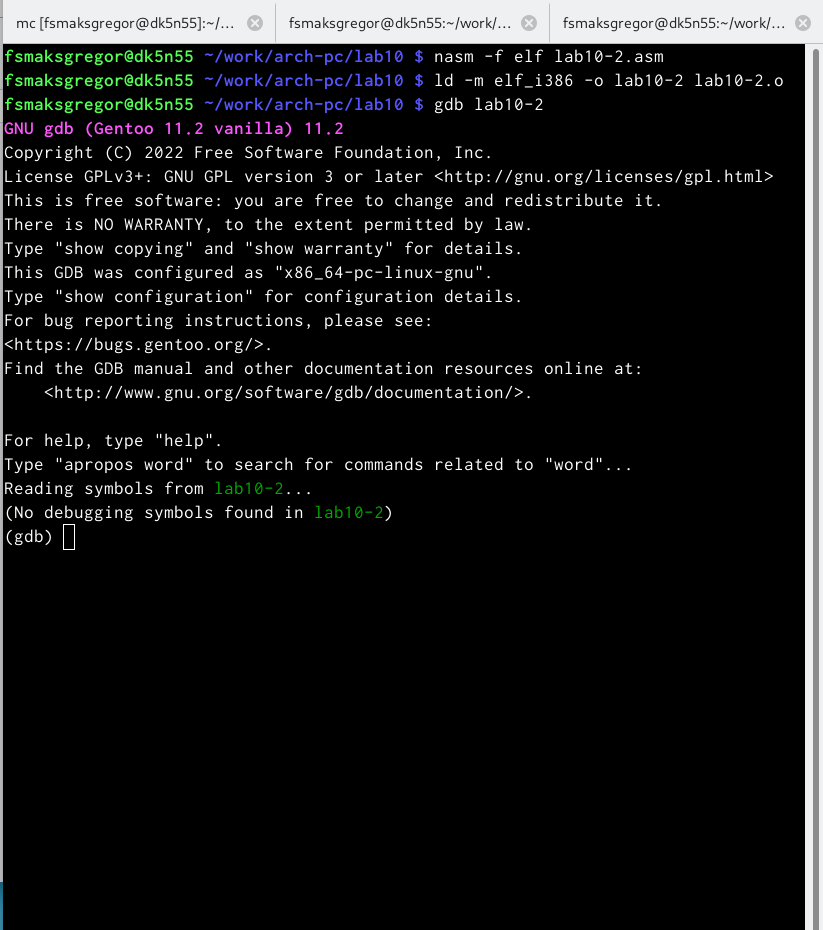 mc [fsmaksgregor@dk5n55]:~/...
fsmaksgregor@dk5n55:~/work/...
fsmaksgregor@dk5n55:~/work/...
fsmaksgregor@dk5n55 ~/work/arch-pc/lab10 $ nasm -f elf lab10-2.asm
fsmaksgregor@dk5n55 ~/work/arch-pc/lab10 $ ld -m elf_i386 -o lab10-2 lab10-2.o
fsmaksgregor@dk5n55 ~/work/arch-pc/lab10 $ gdb lab10-2
GNU gdb (Gentoo 11.2 vanilla) 11.2
Copyright (C) 2022 Free Software Foundation, Inc.
License GPLv3+: GNU GPL version 3 or later <http://gnu.org/licenses/gpl.html>
This is free software: you are free to change and redistribute it.
There is NO WARRANTY, to the extent permitted by law.
Type "show copying" and "show warranty" for details.
This GDB was configured as "x86_64-pc-linux-gnu".
Type "show configuration" for configuration details.
For bug reporting instructions, please see:
<https://bugs.gentoo.org/>.
Find the GDB manual and other documentation resources online at:
    <http://www.gnu.org/software/gdb/documentation/>.

For help, type "help".
Type "apropos word" to search for commands related to "word"...
Reading symbols from lab10-2...
(No debugging symbols found in lab10-2)
(gdb)